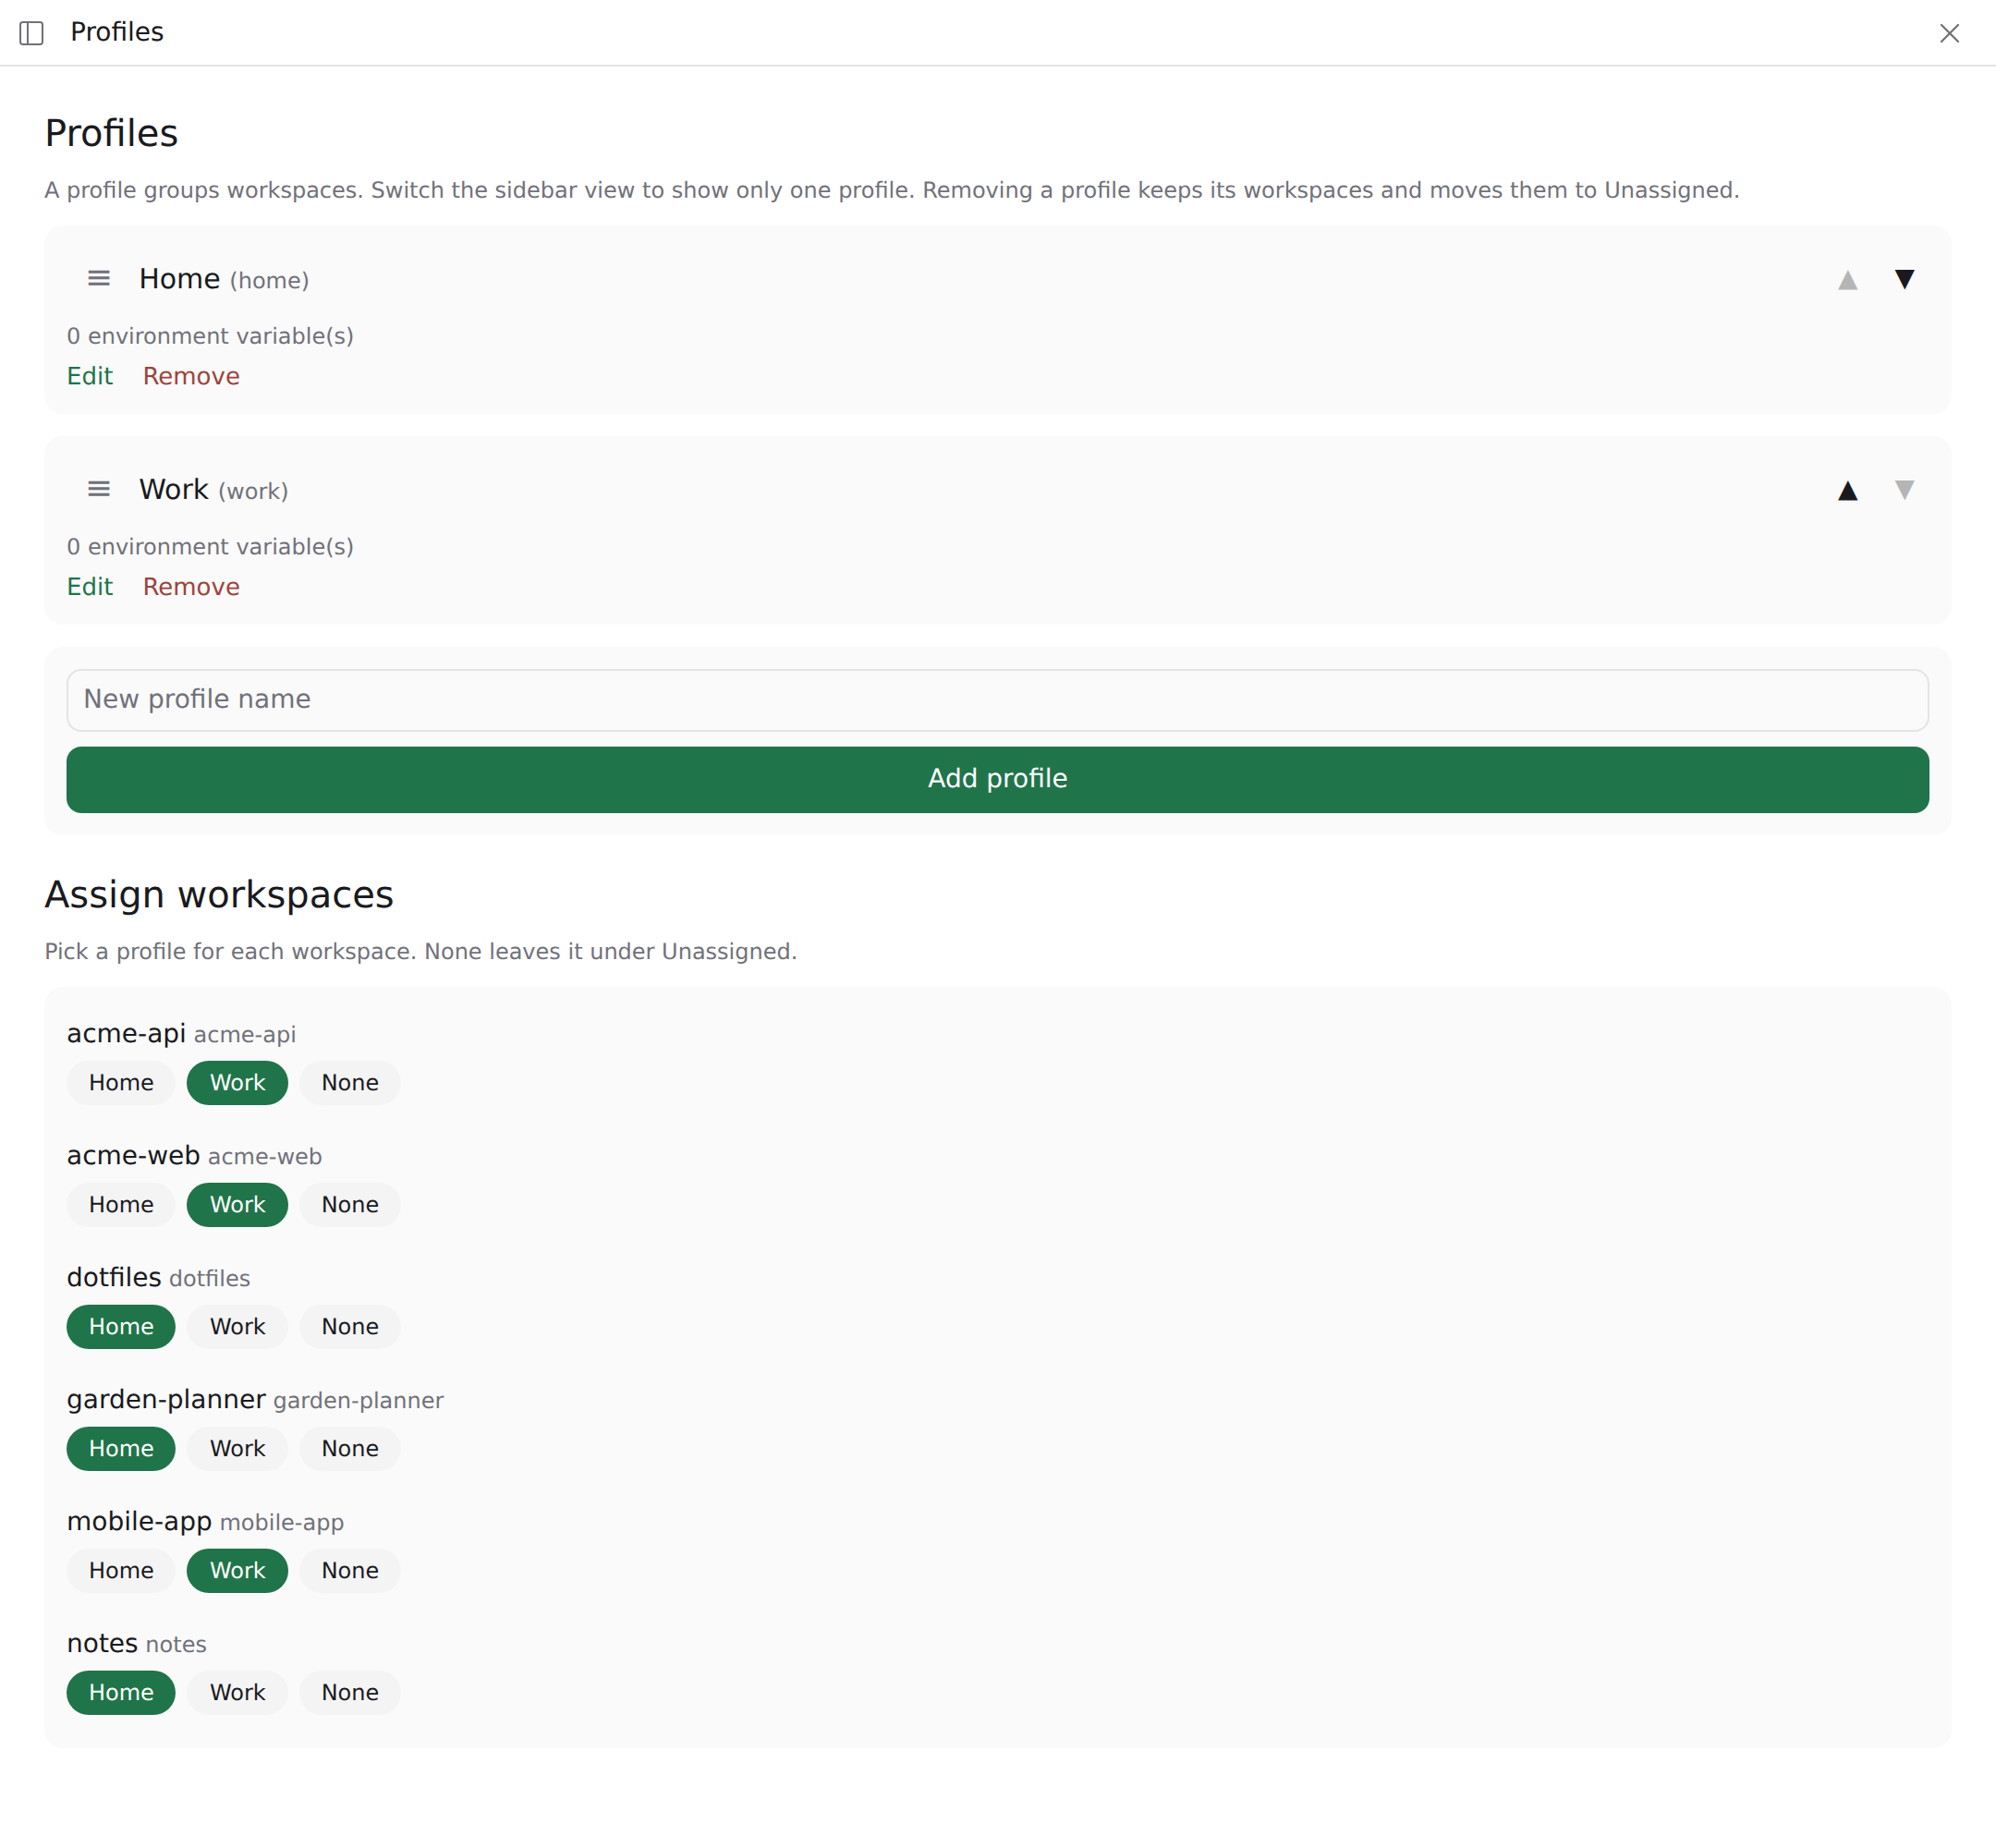 Profiles
Profiles
A profile groups workspaces. Switch the sidebar view to show only one profile. Removing a profile keeps its workspaces and moves them to Unassigned.
Home (home)
0 environment variable(s)
Edit Remove
Work (work)
0 environment variable(s)
Edit Remove
New profile name
Add profile
Assign workspaces
Pick a profile for each workspace. None leaves it under Unassigned.
acme-api acme-api
Home Work None
acme-web acme-web
Home Work None
dotfiles dotfiles
Home Work None
garden-planner garden-planner
Home Work None
mobile-app mobile-app
Home Work None
notes notes
Home Work None